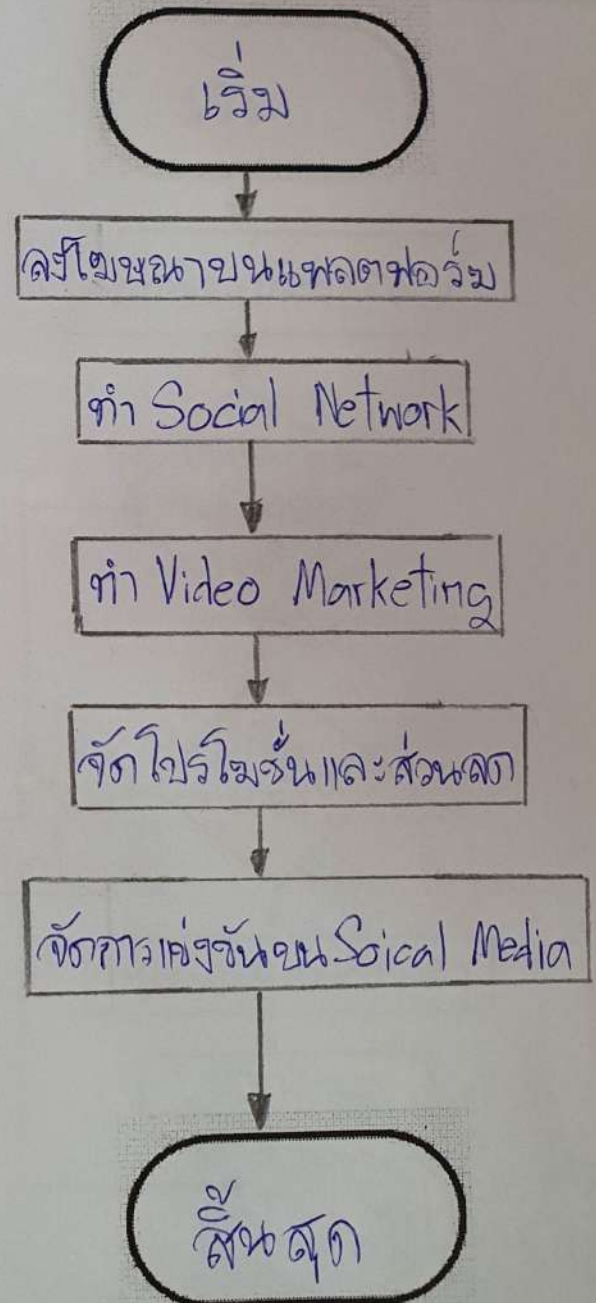 เริ่ม
ลงโฆษณาบนแพลตฟอร์ม
ทำ Social Network
ทำ Video Marketing
จัดโปรโมชั่นและส่วนลด
จัดการแข่งขันบน Soical Media
สิ้นสุด